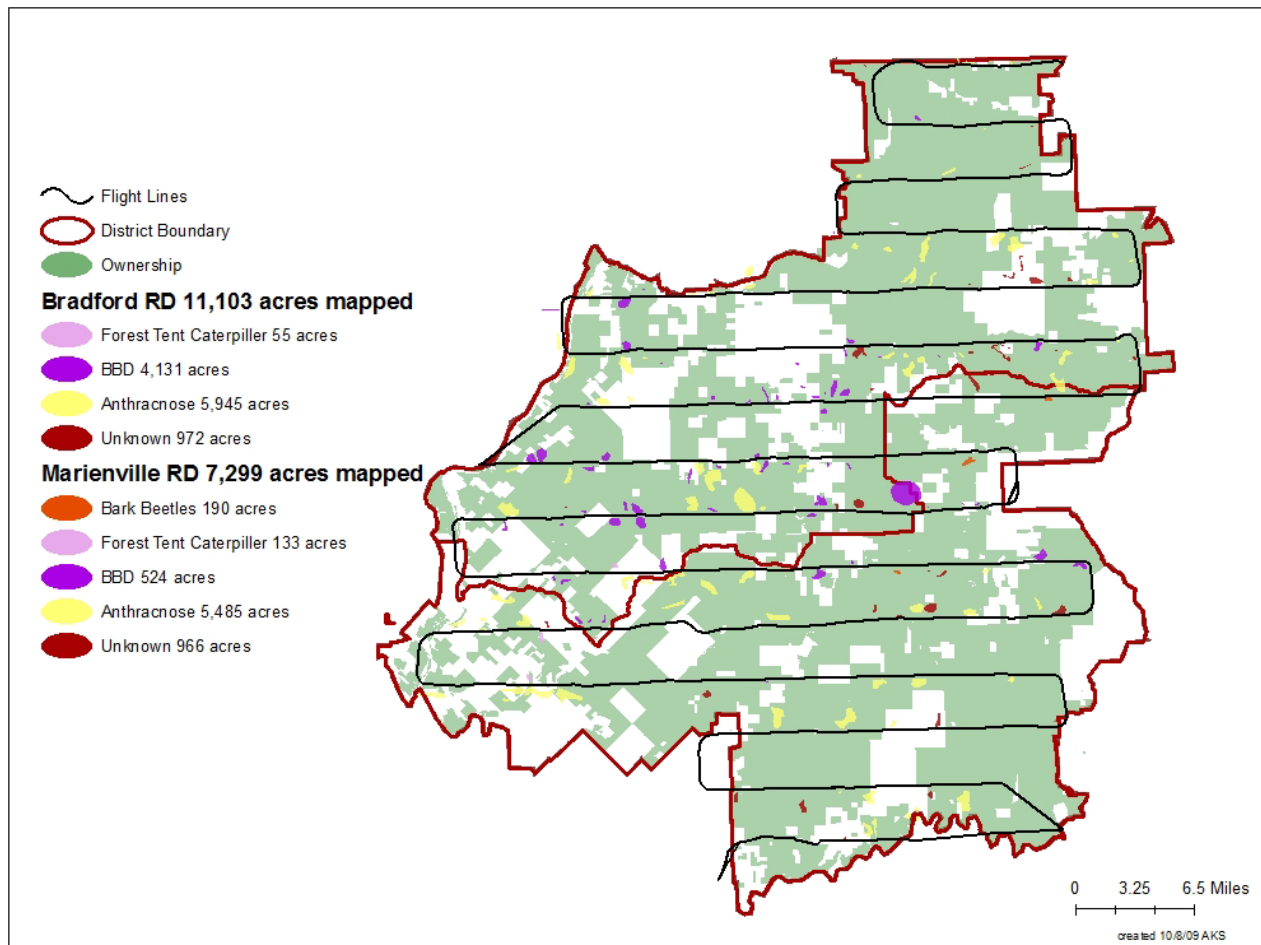 Flight Lines
District Boundary
Ownership
Bradford RD 11,103 acres mapped
Forest Tent Caterpiller 55 acres
BBD 4,131 acres
Anthracnose 5,945 acres
Unknown 972 acres
Marienville RD 7,299 acres mapped
Bark Beetles 190 acres
Forest Tent Caterpiller 133 acres
BBD 524 acres
Anthracnose 5,485 acres
Unknown 966 acres
0 3.25 6.5 Miles
created 10/8/09 AKS